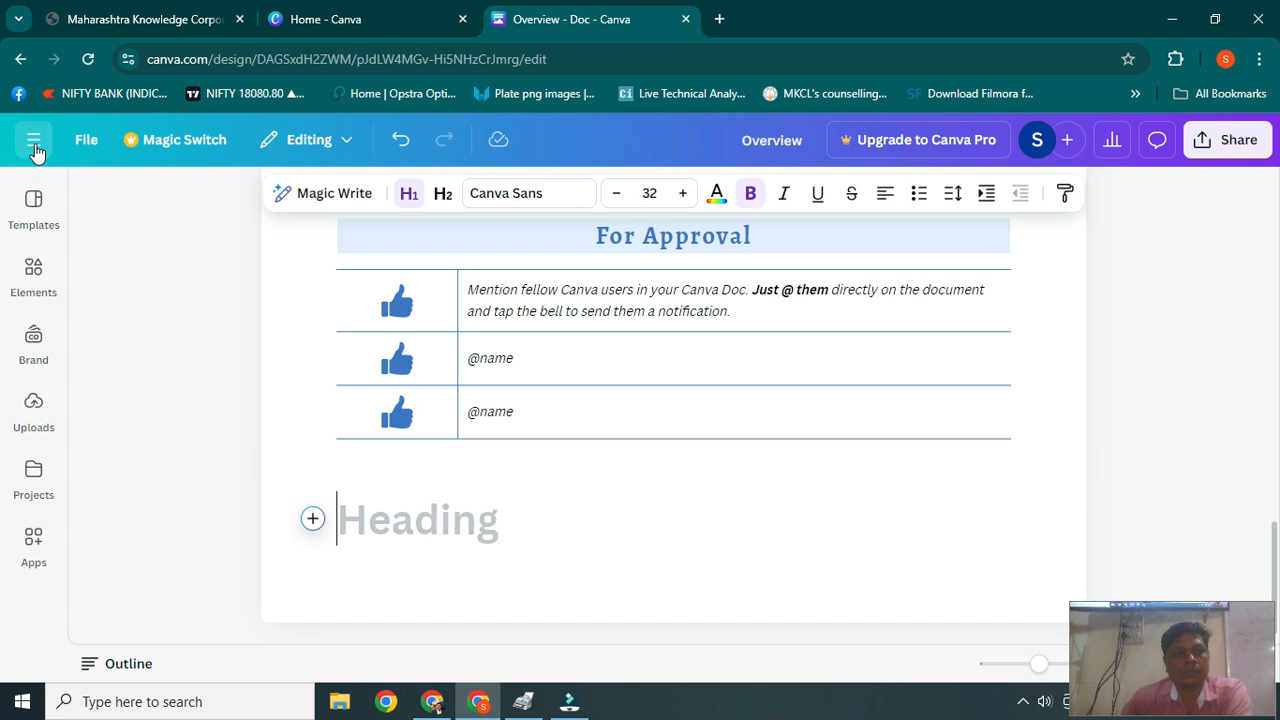 Maharashtra Knowledge Corpo
Home - Canva
Overview - Doc - Canva
canva.com/design/DAGSxdH2ZWM/pJdLW4MGv-Hi5NHzCrJmrg/edit
S
NIFTY BANK (INDIC...
NIFTY 18080.80 ▲...
Home | Opstra Opti...
Plate png images |...
Live Technical Analy...
MKCL's counselling...
SF Download Filmora f...
»
All Bookmarks
File
Magic Switch
Editing
Overview
Upgrade to Canva Pro
S
Share
Magic Write
H1
H2
Canva Sans
– 32 +
A
B
I
U
S
Templates
Elements
Brand
Uploads
Projects
Apps
For Approval
Mention fellow Canva users in your Canva Doc. Just @ them directly on the document
and tap the bell to send them a notification.
@name
@name
Heading
Outline
Type here to search